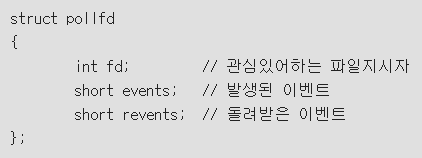 struct pollfd
{
int fd; // 관심있어하는 파일지시자
short events; // 발생된 이벤트
short revents; // 돌려받은 이벤트
};